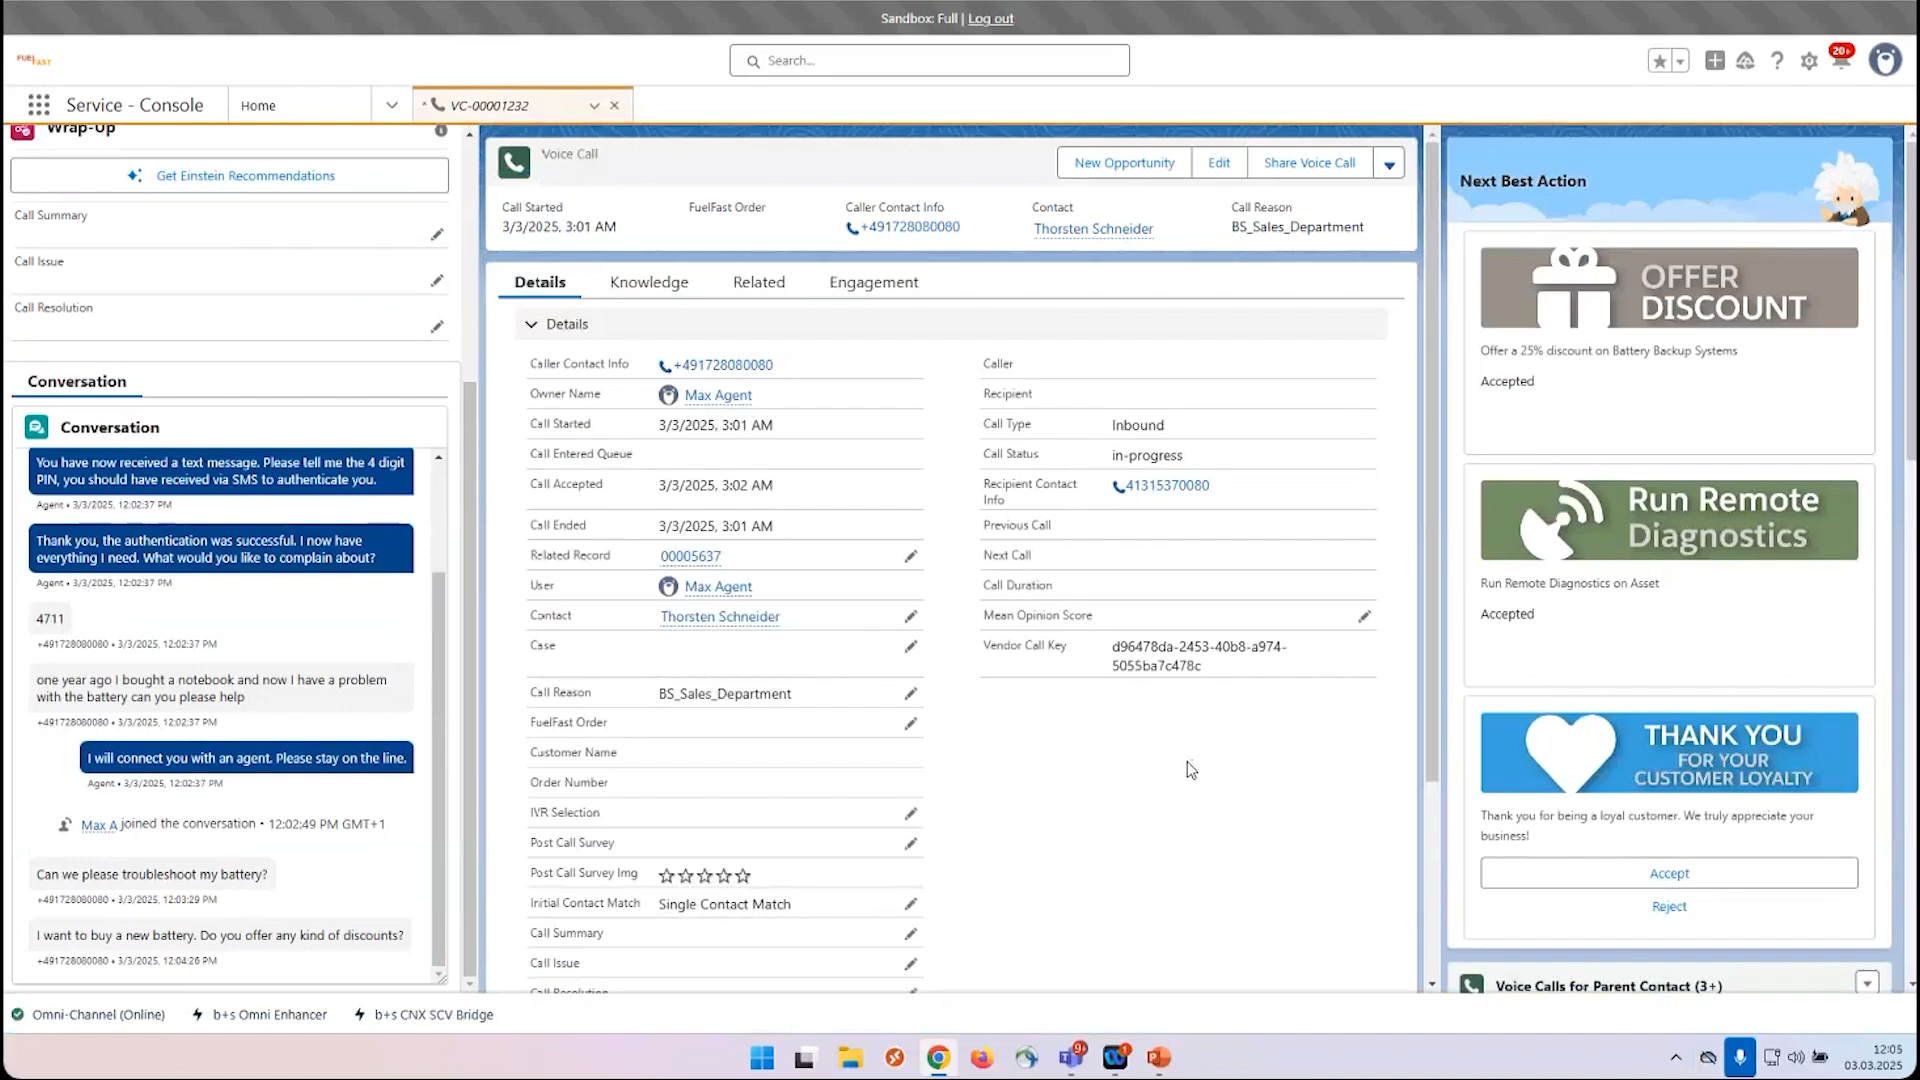 Sandbox: Full | Log out
FUELFAST
Search...
20+
Service - Console
Home
* VC-00001232
Wrap-Up
Get Einstein Recommendations
Call Summary
Call Issue
Call Resolution
Conversation
Conversation
You have now received a text message. Please tell me the 4 digit
PIN, you should have received via SMS to authenticate you.
Agent • 3/3/2025, 12:02:37 PM
Thank you, the authentication was successful. I now have
everything I need. What would you like to complain about?
Agent • 3/3/2025, 12:02:37 PM
4711
+491728080080 • 3/3/2025, 12:02:37 PM
one year ago I bought a notebook and now I have a problem
with the battery can you please help
+491728080080 • 3/3/2025, 12:02:37 PM
I will connect you with an agent. Please stay on the line.
Agent • 3/3/2025, 12:02:37 PM
Max A joined the conversation • 12:02:49 PM GMT+1
Can we please troubleshoot my battery?
+491728080080 • 3/3/2025, 12:03:29 PM
I want to buy a new battery. Do you offer any kind of discounts?
+491728080080 • 3/3/2025, 12:04:26 PM
Voice Call
New Opportunity
Edit
Share Voice Call
Call Started
3/3/2025, 3:01 AM
FuelFast Order
Caller Contact Info
+491728080080
Contact
Thorsten Schneider
Call Reason
BS_Sales_Department
Details
Knowledge
Related
Engagement
Details
Caller Contact Info +491728080080
Owner Name Max Agent
Call Started 3/3/2025, 3:01 AM
Call Entered Queue
Call Accepted 3/3/2025, 3:02 AM
Call Ended 3/3/2025, 3:01 AM
Related Record 00005637
User Max Agent
Contact Thorsten Schneider
Case
Call Reason BS_Sales_Department
FuelFast Order
Customer Name
Order Number
IVR Selection
Post Call Survey
Post Call Survey Img
Initial Contact Match Single Contact Match
Call Summary
Call Issue
Call Resolution
Caller
Recipient
Call Type Inbound
Call Status in-progress
Recipient Contact
Info
41315370080
Previous Call
Next Call
Call Duration
Mean Opinion Score
Vendor Call Key d96478da-2453-40b8-a974-
5055ba7c478c
Next Best Action
OFFER
DISCOUNT
Offer a 25% discount on Battery Backup Systems
Accepted
Run Remote
Diagnostics
Run Remote Diagnostics on Asset
Accepted
THANK YOU
FOR YOUR
CUSTOMER LOYALTY
Thank you for being a loyal customer. We truly appreciate your
business!
Accept
Reject
Voice Calls for Parent Contact (3+)
Omni-Channel (Online)
b+s Omni Enhancer
b+s CNX SCV Bridge
9+
1
12:05
03.03.2025